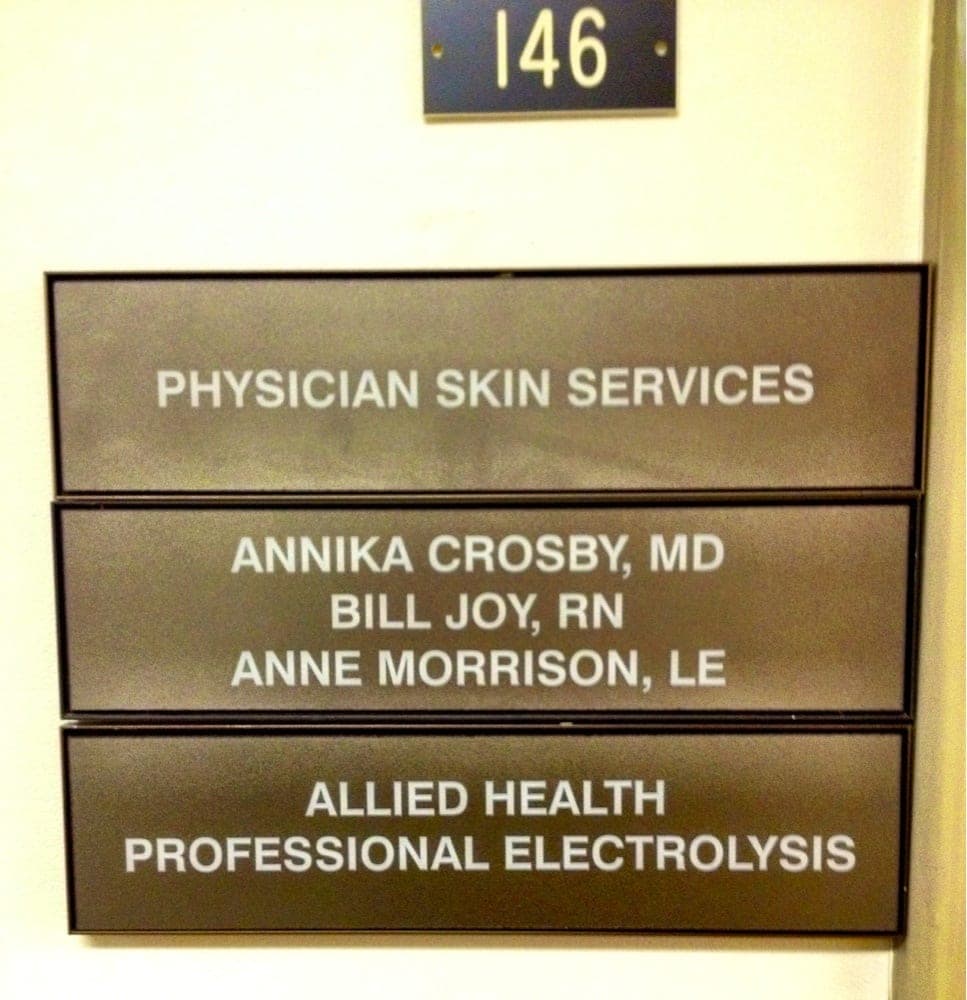 146
PHYSICIAN SKIN SERVICES
ANNIKA CROSBY, MD
BILL JOY, RN
ANNE MORRISON, LE
ALLIED HEALTH
PROFESSIONAL ELECTROLYSIS